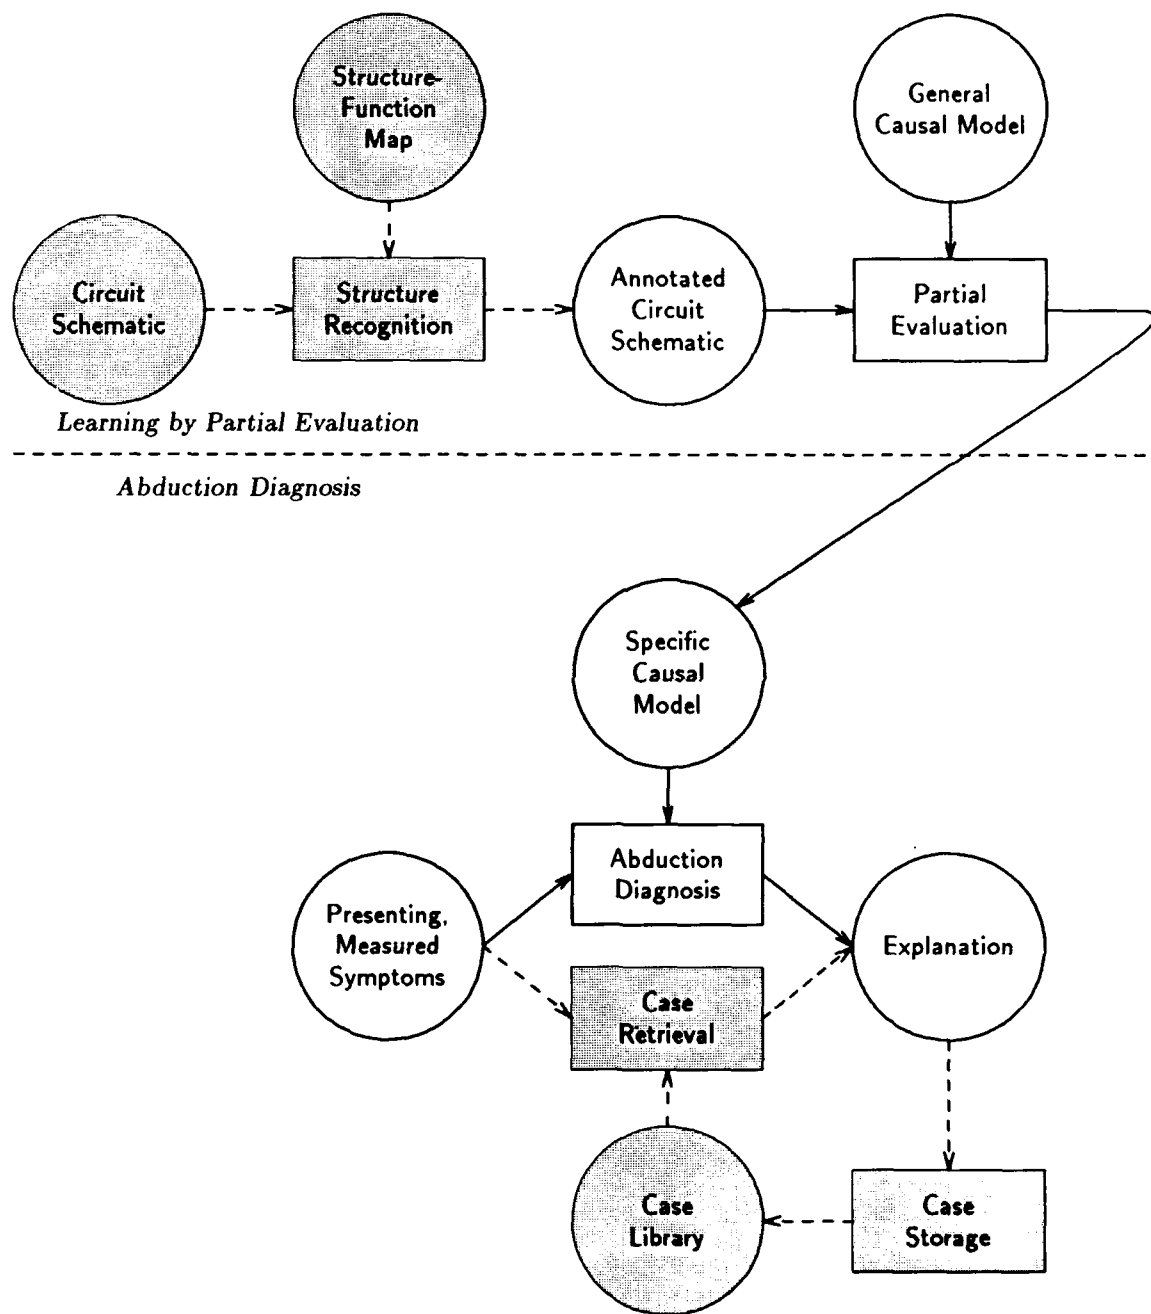 Structure-
Function
Map
General
Causal Model
Circuit
Schematic
Structure
Recognition
Annotated
Circuit
Schematic
Partial
Evaluation
Learning by Partial Evaluation
Abduction Diagnosis
Specific
Causal
Model
Abduction
Diagnosis
Presenting,
Measured
Symptoms
Explanation
Case
Retrieval
Case
Library
Case
Storage